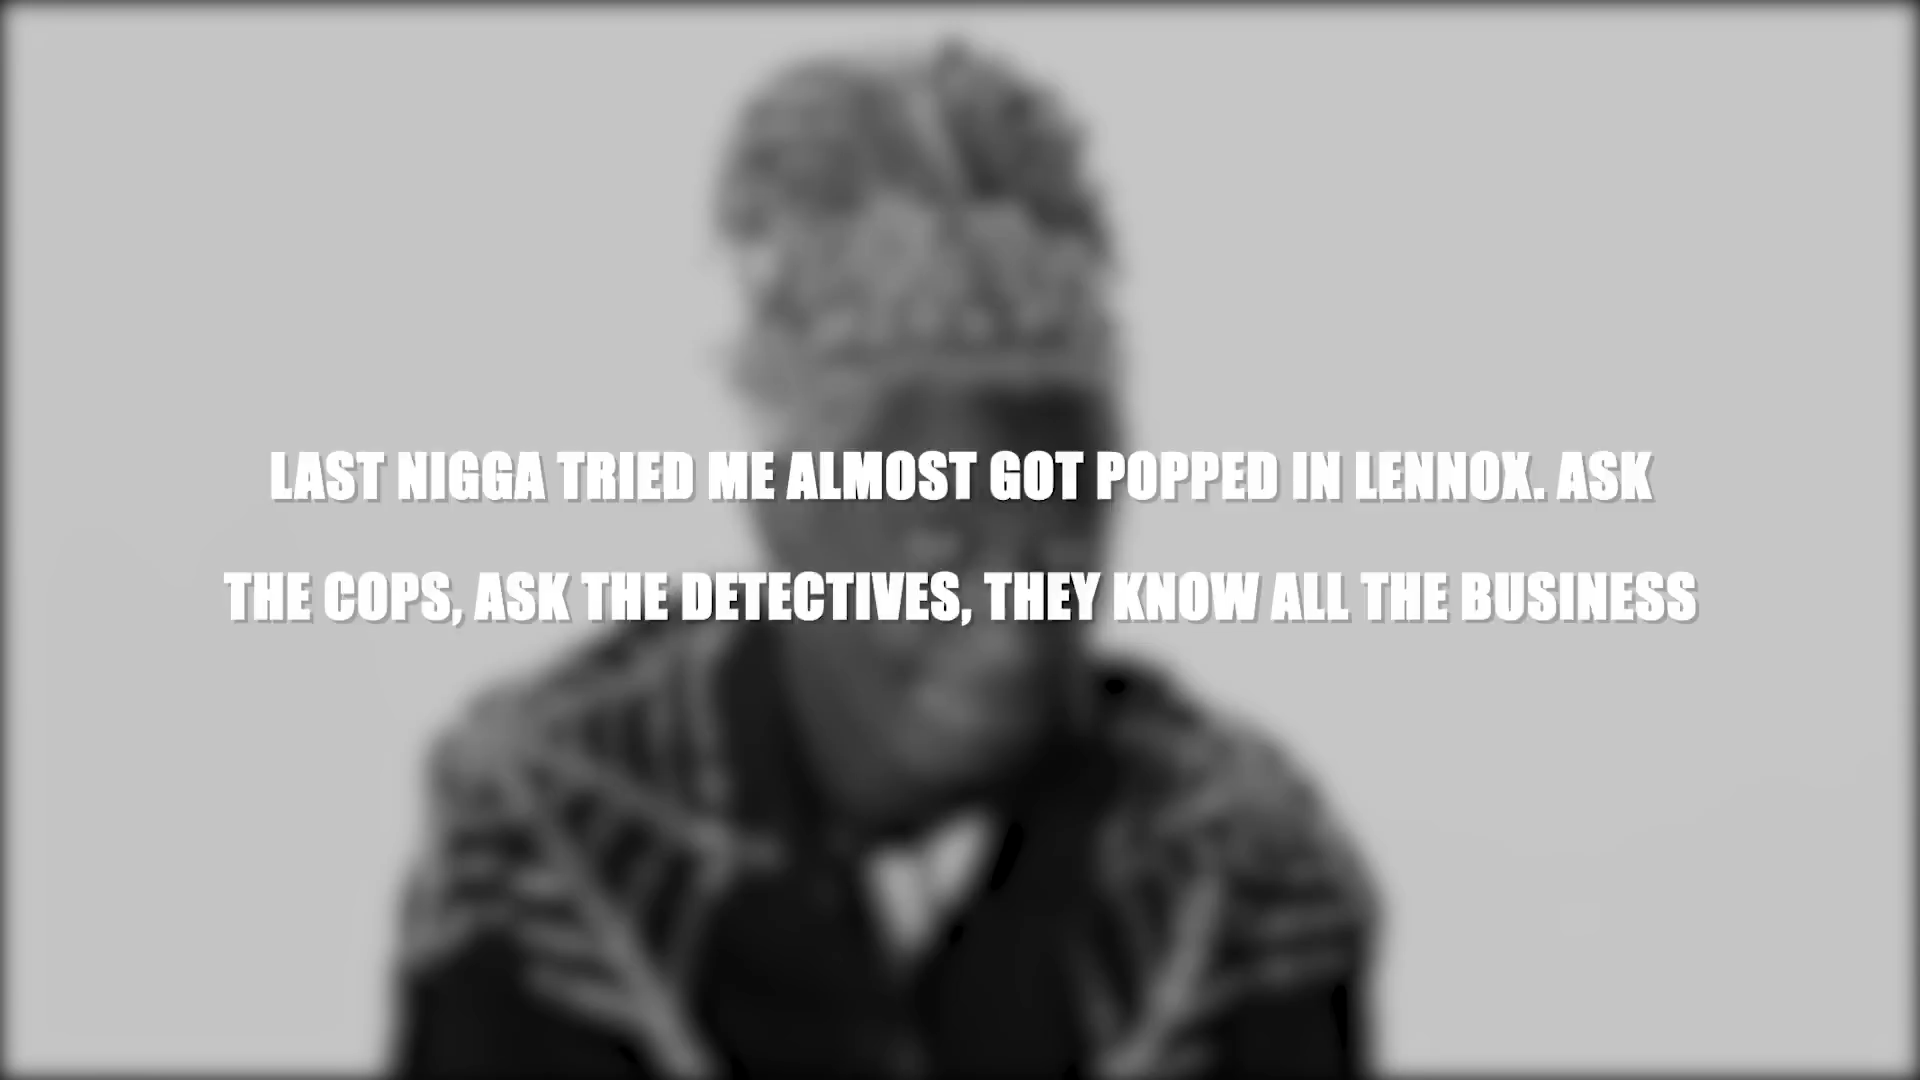 LAST NIGGA TRIED ME ALMOST GOT POPPED IN LENNOX. ASK
THE COPS, ASK THE DETECTIVES, THEY KNOW ALL THE BUSINESS